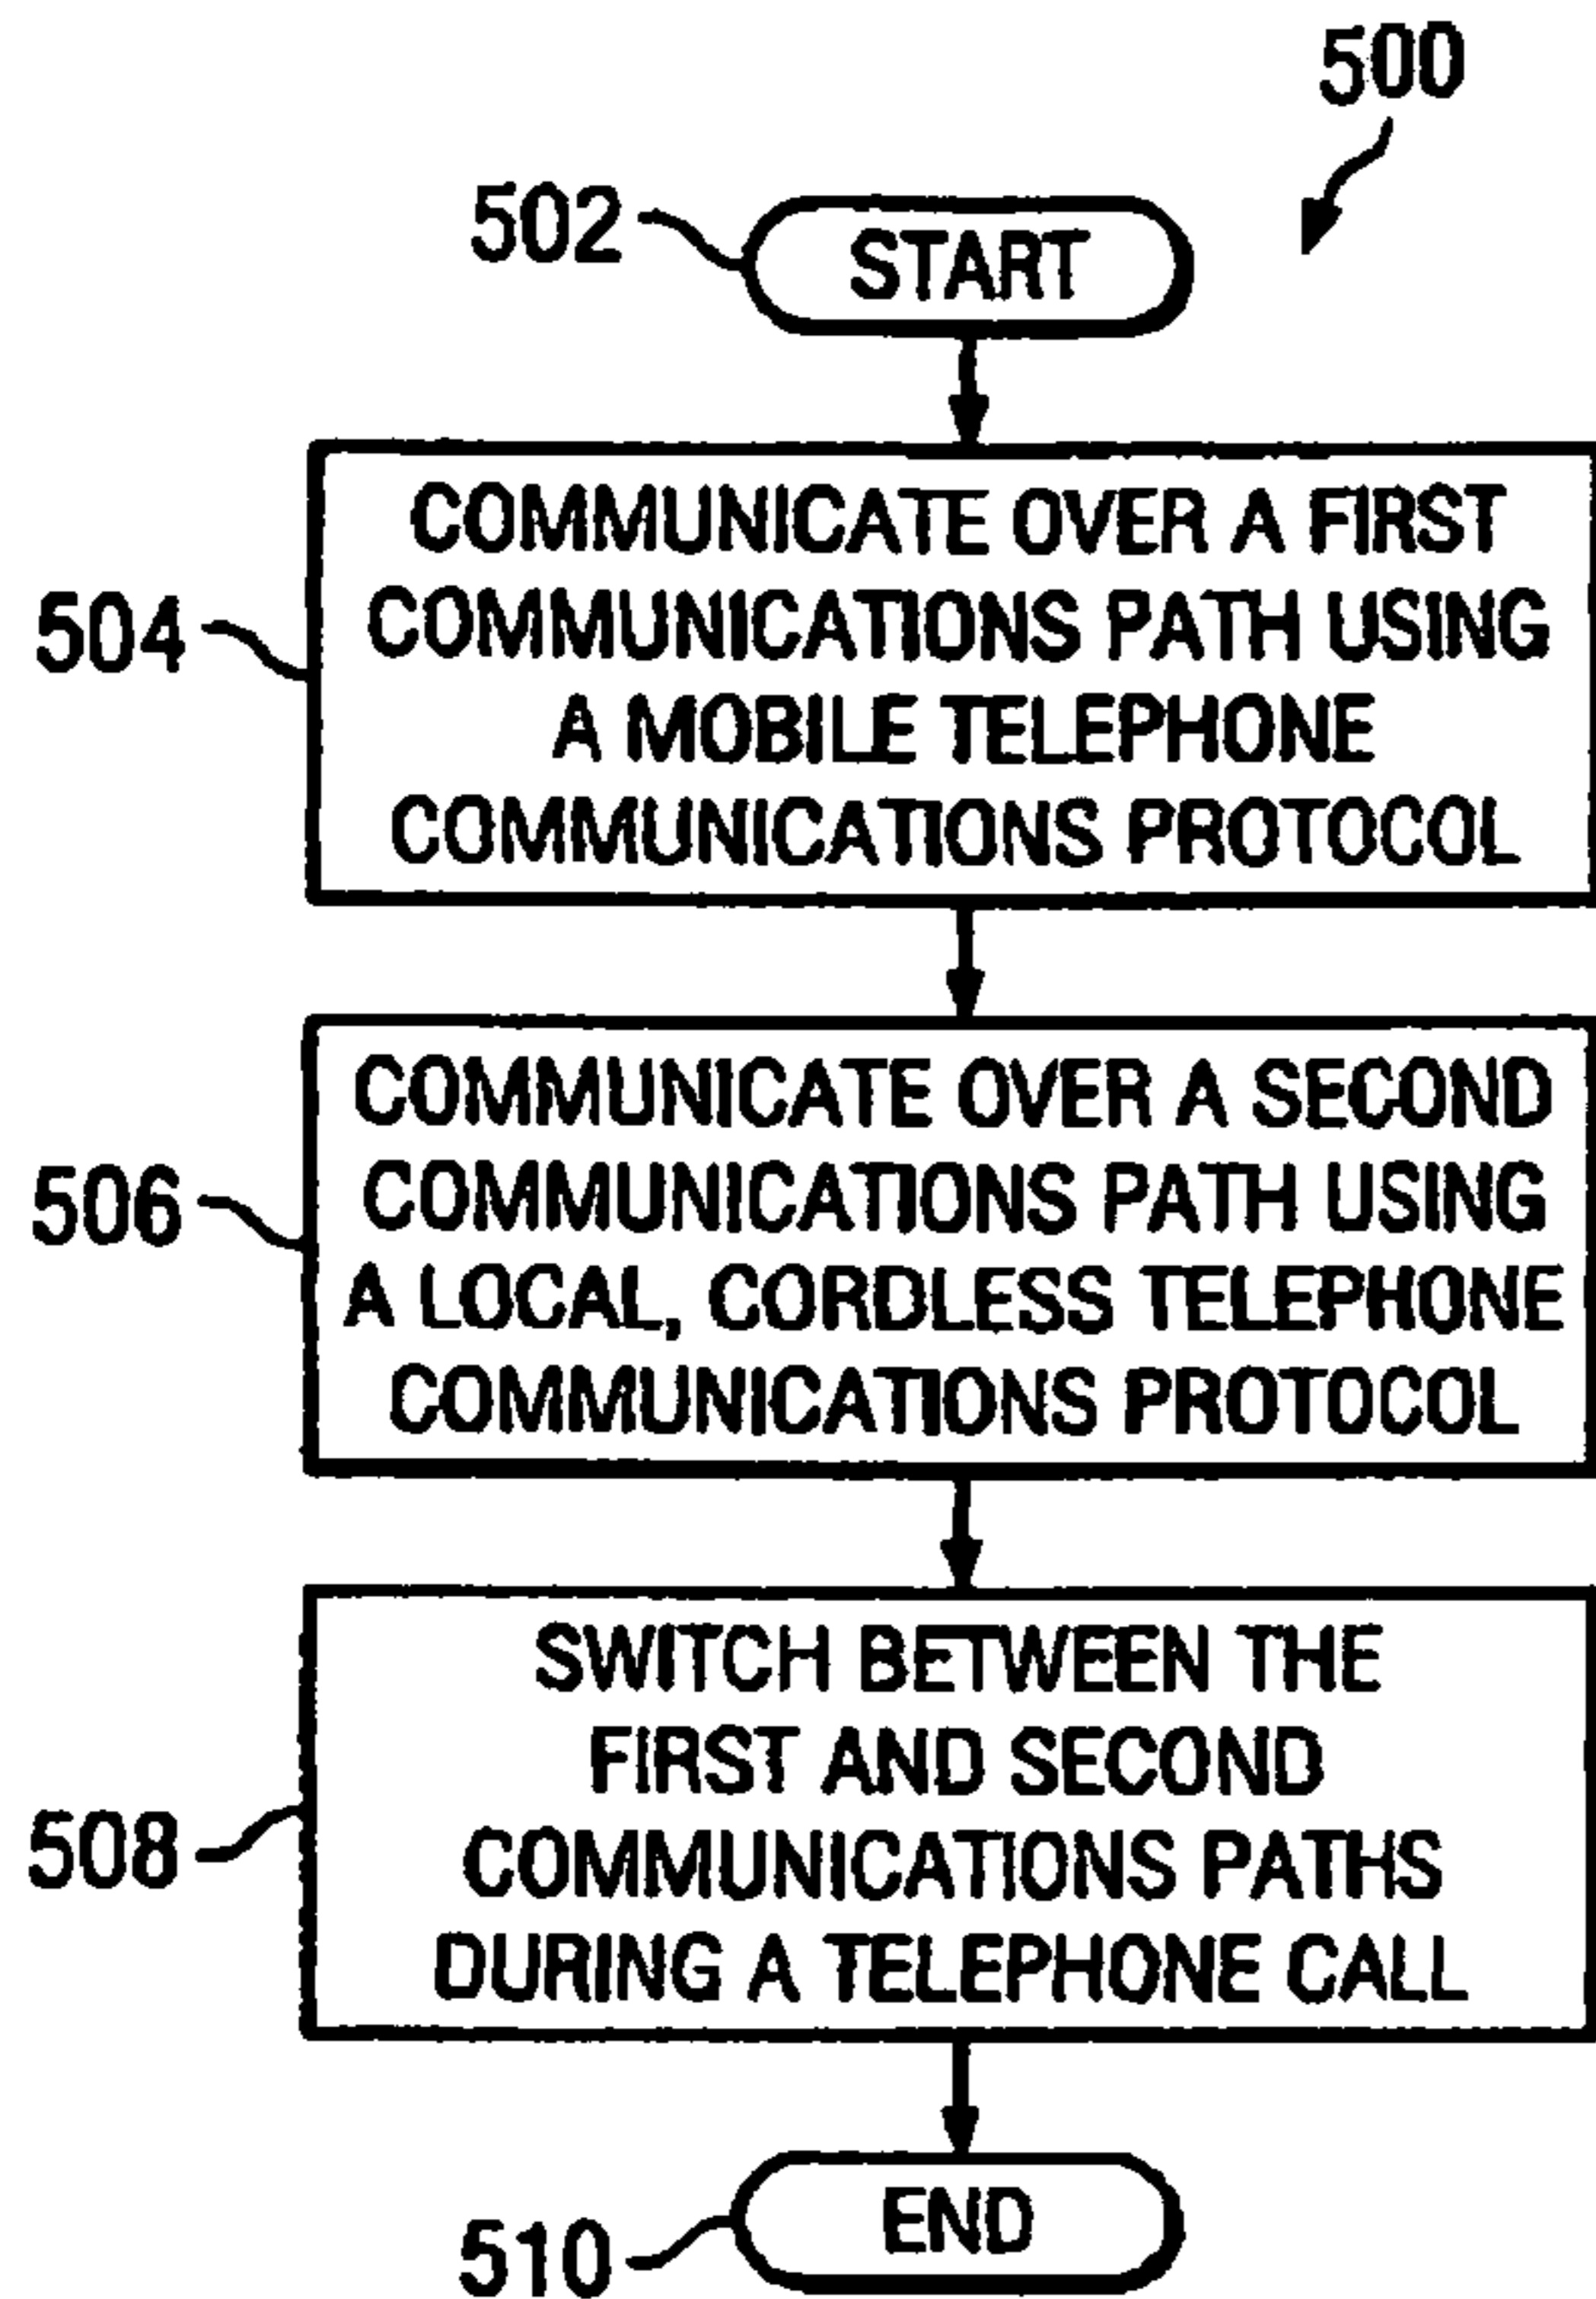 500
502
START
504
COMMUNICATE OVER A FIRST
COMMUNICATIONS PATH USING
A MOBILE TELEPHONE
COMMUNICATIONS PROTOCOL
506
COMMUNICATE OVER A SECOND
COMMUNICATIONS PATH USING
A LOCAL, CORDLESS TELEPHONE
COMMUNICATIONS PROTOCOL
508
SWITCH BETWEEN THE
FIRST AND SECOND
COMMUNICATIONS PATHS
DURING A TELEPHONE CALL
510
END